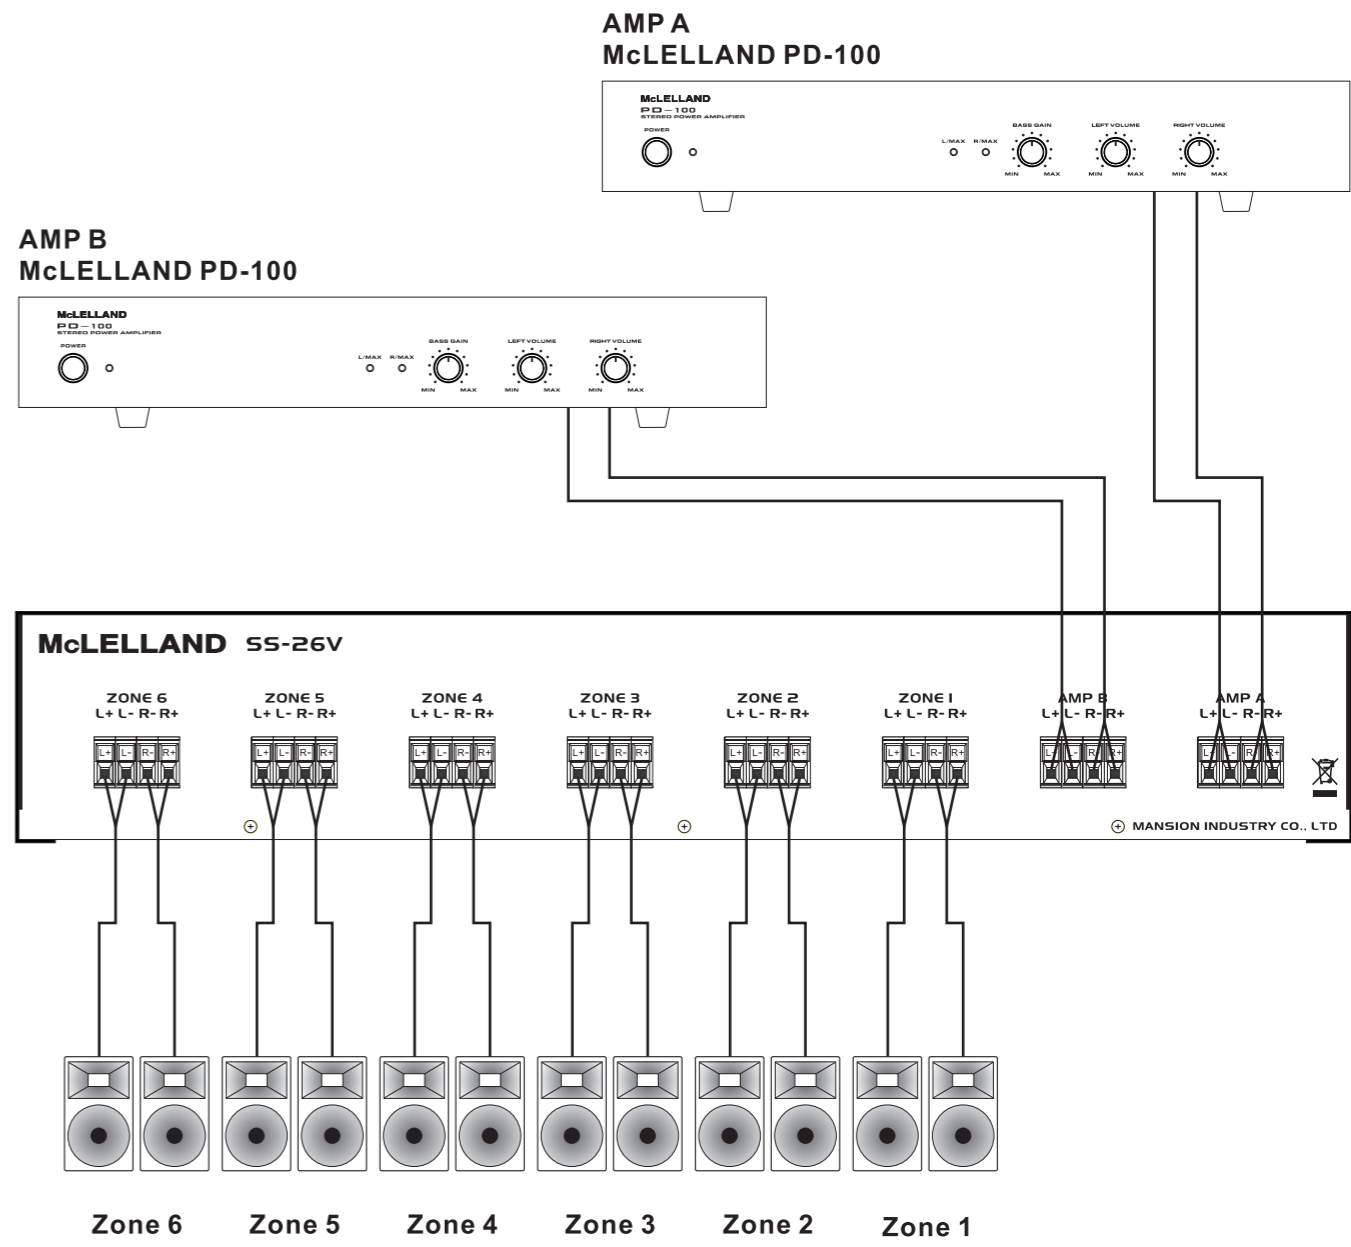 AMP A
McLELLAND PD-100
McLELLAND
PD-100
STEREO POWER AMPLIFIER
POWER
L/MAX R/MAX
BASS GAIN LEFT VOLUME RIGHT VOLUME
MIN MAX MIN MAX MIN MAX
AMP B
McLELLAND PD-100
McLELLAND
PD-100
STEREO POWER AMPLIFIER
POWER
L/MAX R/MAX
BASS GAIN LEFT VOLUME RIGHT VOLUME
MIN MAX MIN MAX MIN MAX
McLELLAND SS-26V
ZONE 6 ZONE 5 ZONE 4 ZONE 3 ZONE 2 ZONE 1 AMP B AMP A
L+ L- R- R+ L+ L- R- R+ L+ L- R- R+ L+ L- R- R+ L+ L- R- R+ L+ L- R- R+ L+ L- R- R+ L+ L- R- R+
L+ L- R- R+ L+ L- R- R+ L+ L- R- R+ L+ L- R- R+ L+ L- R- R+ L+ L- R- R+ L+ L- R- R+ L+ L- R- R+
MANSION INDUSTRY CO., LTD
Zone 6 Zone 5 Zone 4 Zone 3 Zone 2 Zone 1